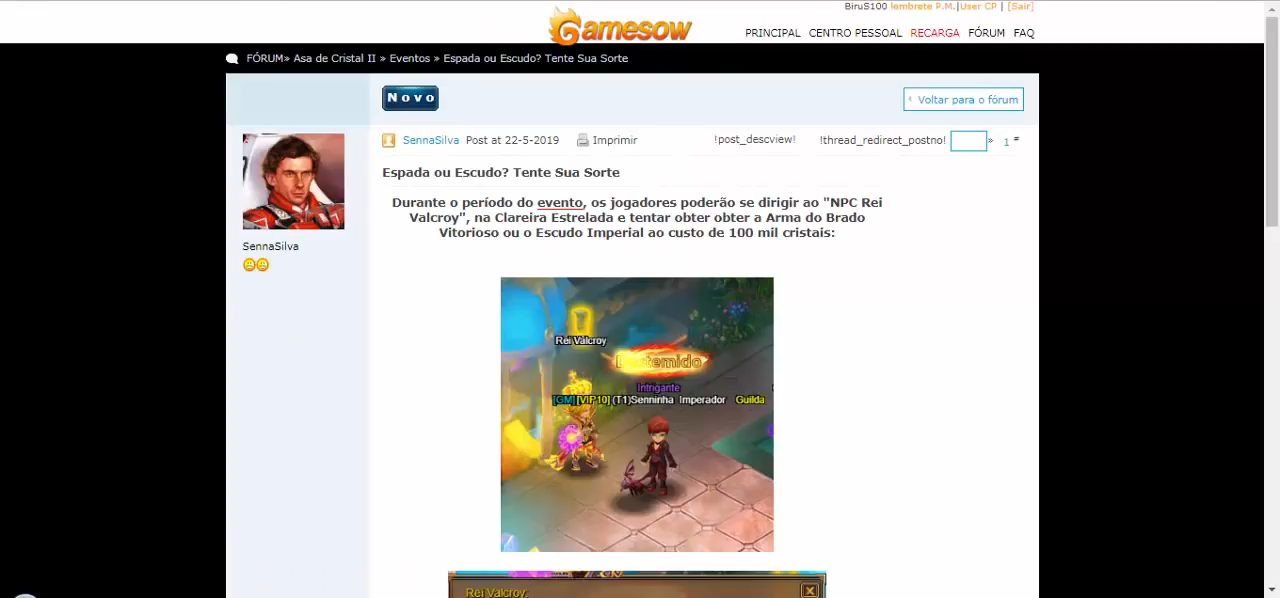 BiruS100 lembrete P.M.|User CP | [Sair]
Gamesow
PRINCIPAL CENTRO PESSOAL RECARGA FÓRUM FAQ
FÓRUM» Asa de Cristal II » Eventos » Espada ou Escudo? Tente Sua Sorte
Novo
Voltar para o fórum
SennaSilva Post at 22-5-2019 Imprimir !post_descview! !thread_redirect_postno! » 1 #
Espada ou Escudo? Tente Sua Sorte
Durante o período do evento, os jogadores poderão se dirigir ao "NPC Rei
Valcroy", na Clareira Estrelada e tentar obter obter a Arma do Brado
Vitorioso ou o Escudo Imperial ao custo de 100 mil cristais:
SennaSilva
Rei Valcroy
Intrigante
[GM][VIP10](T1)Senninha Imperador Guilda
Rei Valcroy: